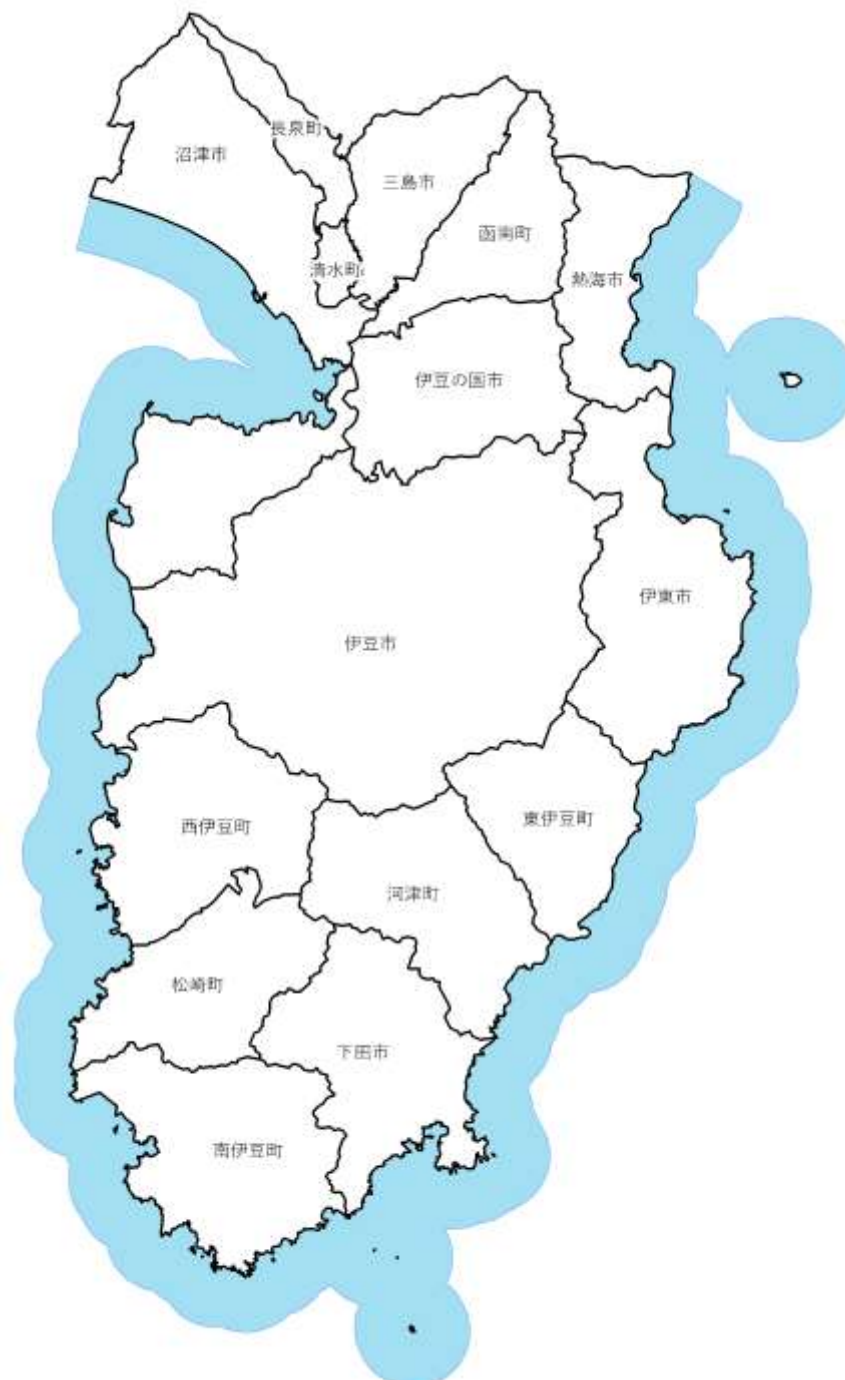 長泉町
沼津市
三島市
函南町
清水町
熱海市
伊豆の国市
伊東市
伊豆市
西伊豆町
東伊豆町
河津町
松崎町
下田市
南伊豆町